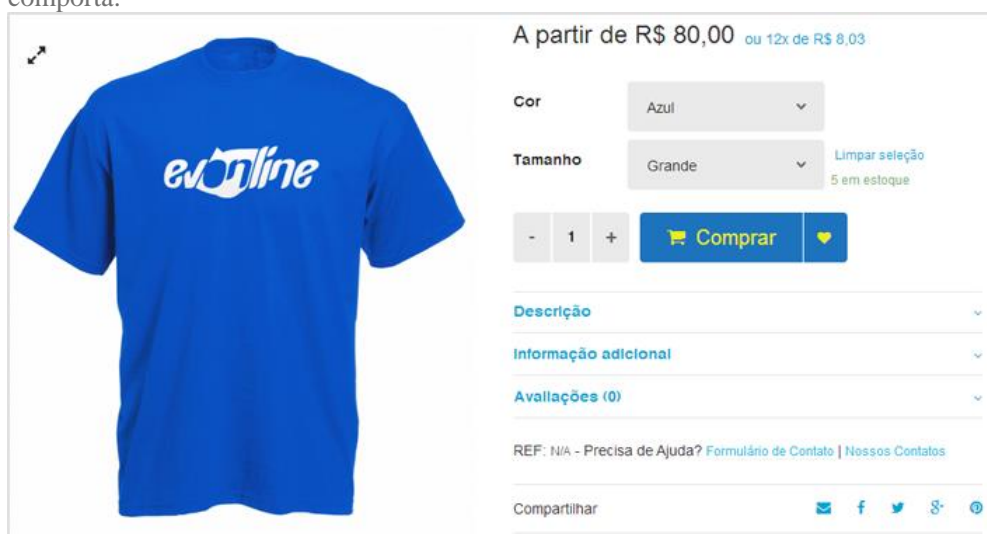 comporta.
evonline
A partir de R$ 80,00 ou 12x de R$ 8,03
Cor
Azul
Tamanho
Grande
Limpar seleção
5 em estoque
- 1 +
Comprar
Descrição
Informação adicional
Avaliações (0)
REF: N/A - Precisa de Ajuda? Formulário de Contato | Nossos Contatos
Compartilhar